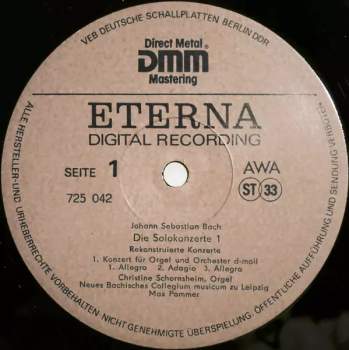 VEB DEUTSCHE SCHALLPLATTEN BERLIN DDR
Direct Metal
DMM®
Mastering
ETERNA
DIGITAL RECORDING
SEITE 1
AWA
725 042
ST 33
Johann Sebastian Bach
Die Solokonzerte 1
Rekonstruierte Konzerte
1. Konzert für Orgel und Orchester d-moll
1. Allegro 2. Adagio 3. Allegro
Christine Schornsheim, Orgel
Neues Bachisches Collegium musicum zu Leipzig
Max Pommer
ALLE HERSTELLER- UND URHEBERRECHTE VORBEHALTEN NICHT GENEHMIGTE ÜBERSPIELUNG, ÖFFENTLICHE AUFFÜHRUNG UND SENDUNG VERBOTEN